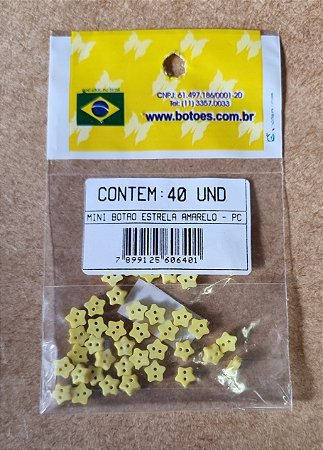 CNPJ: 61.497.186/0001-20
Tel: (11) 3357.0033
www.botoes.com.br
CONTEM: 40 UND
MINI BOTAO ESTRELA AMARELO - PC
7 899125 606401